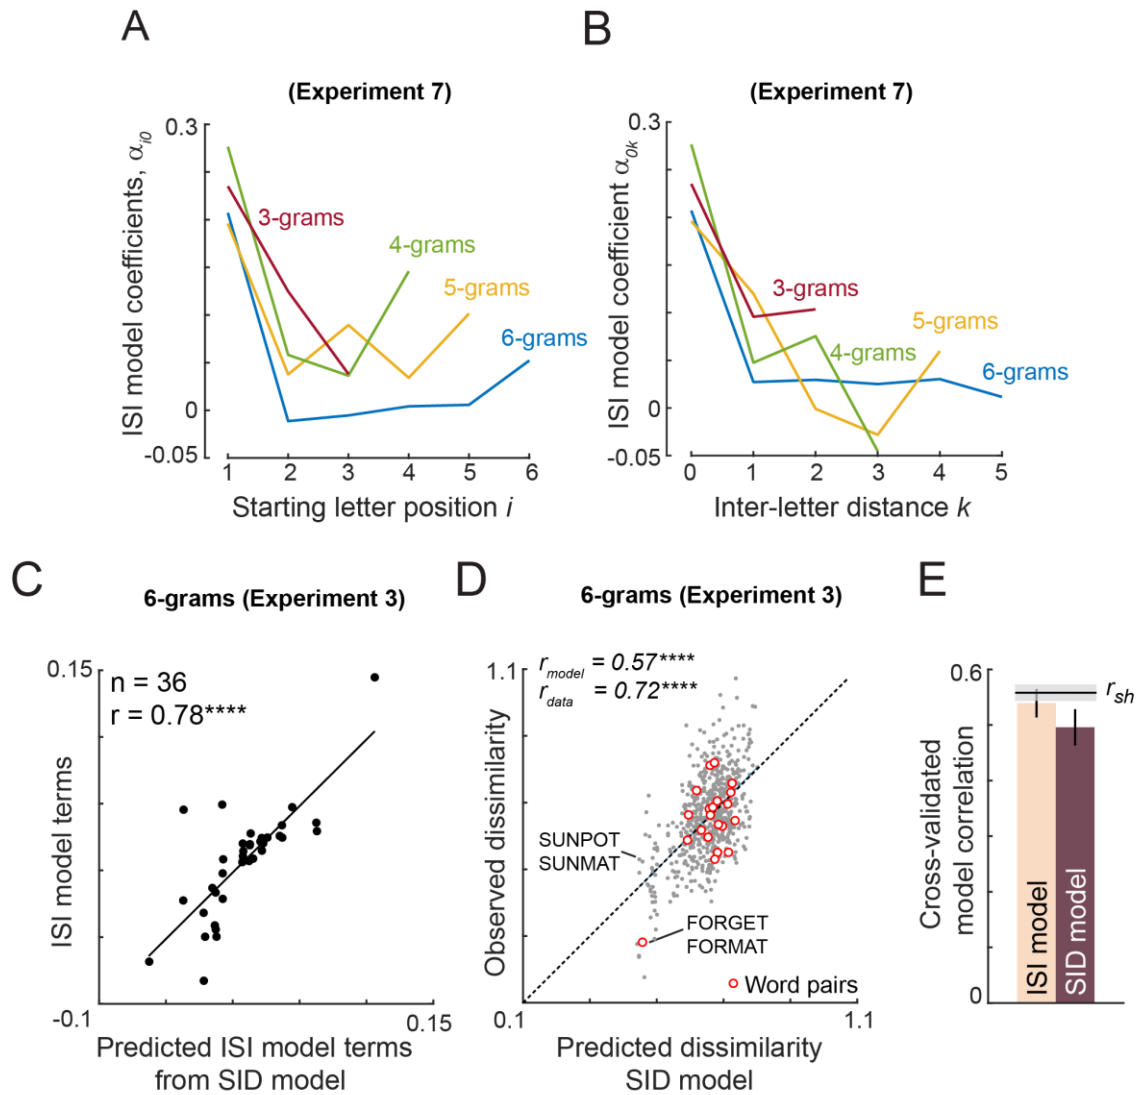 A
B
(Experiment 7)
(Experiment 7)
0.3
0
-0.05
ISI model coefficients, α_i0
3-grams
4-grams
5-grams
6-grams
1 2 3 4 5 6
Starting letter position i
0.3
0
-0.05
ISI model coefficient α_0k
3-grams
5-grams
4-grams
6-grams
0 1 2 3 4 5
Inter-letter distance k
C
D
E
6-grams (Experiment 3)
6-grams (Experiment 3)
0.15
n = 36
r = 0.78****
ISI model terms
-0.1
0.15
Predicted ISI model terms
from SID model
1.1
r_model = 0.57****
r_data = 0.72****
Observed dissimilarity
SUNPOT
SUNMAT
FORGET
FORMAT
Word pairs
0.1
1.1
Predicted dissimilarity
SID model
0.6
r_sh
Cross-validated
model correlation
ISI model
SID model
0